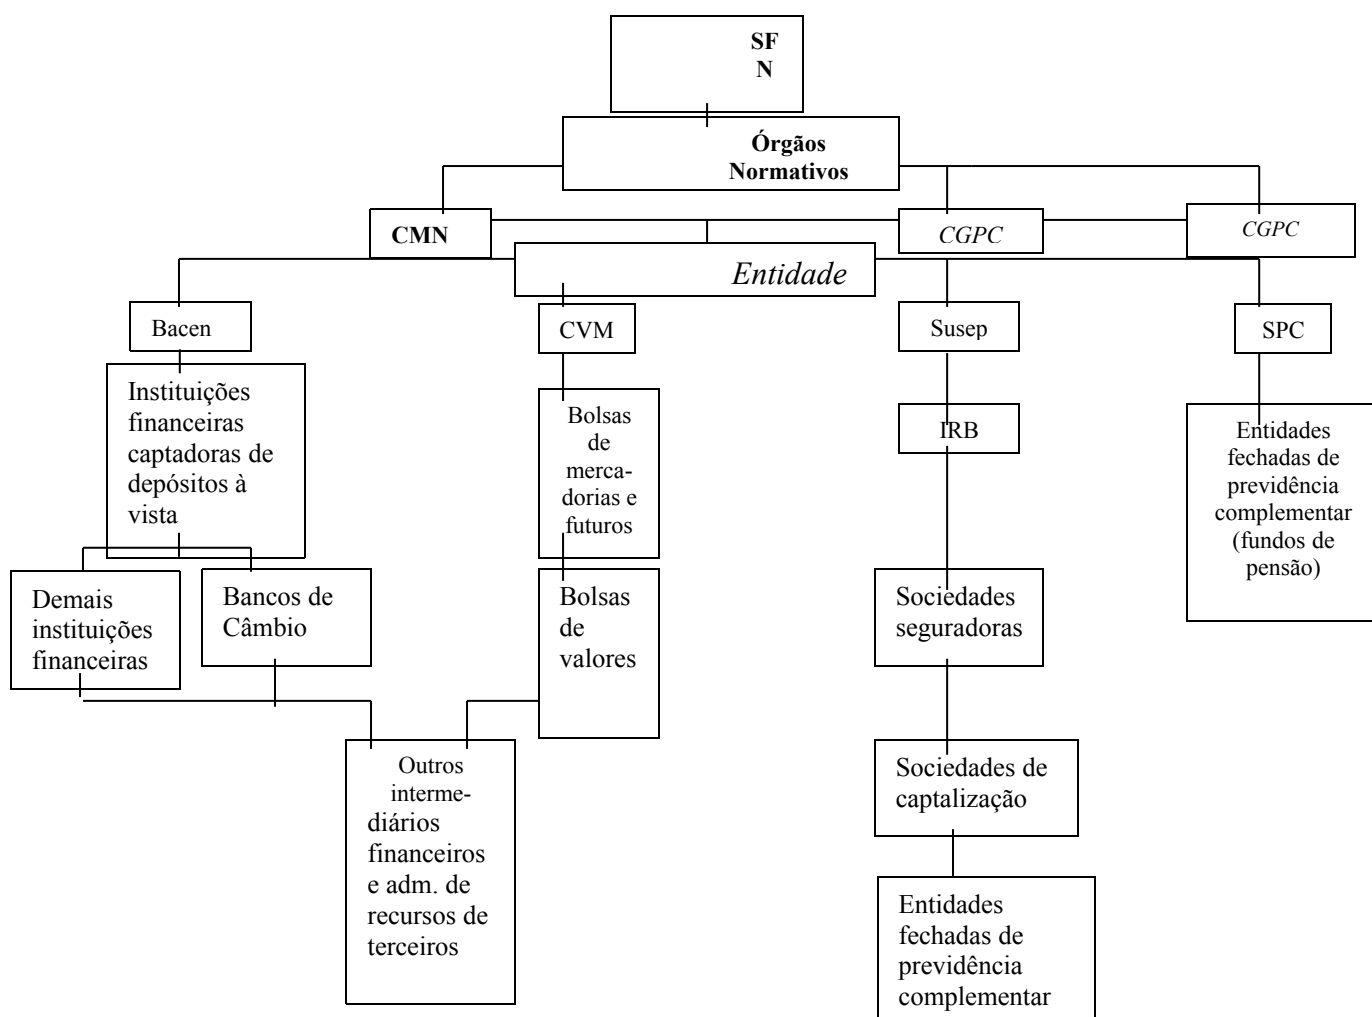 SF
N
Órgãos
Normativos
CMN
CGPC
CGPC
Entidade
Bacen
CVM
Susep
SPC
Instituições
financeiras
captadoras de
depósitos à
vista
Bolsas
de
merca-
dorias e
futuros
IRB
Entidades
fechadas de
previdência
complementar
(fundos de
pensão)
Demais
instituições
financeiras
Bancos de
Câmbio
Bolsas
de
valores
Sociedades
seguradoras
Outros
interme-
diários
financeiros
e adm. de
recursos de
terceiros
Sociedades de
captalização
Entidades
fechadas de
previdência
complementar